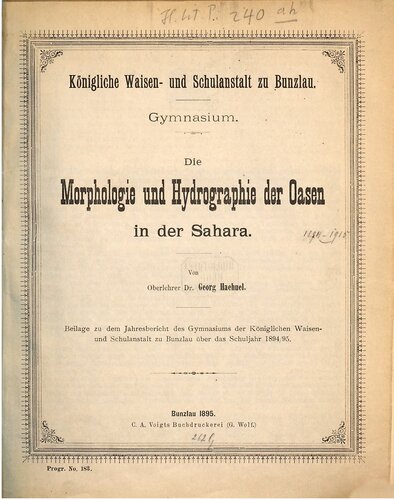 240 ah
Königliche Waisen- und Schulanstalt zu Bunzlau.
Gymnasium.
Die
Morphologie und Hydrographie der Oasen
in der Sahara.
Von
Oberlehrer Dr. Georg Haehnel.
Beilage zu dem Jahresbericht des Gymnasiums der Königlichen Waisen-
und Schulanstalt zu Bunzlau über das Schuljahr 1894/95.
Bunzlau 1895.
C. A. Voigts Buchdruckerei (G. Wolf.)
Progr. No. 183.